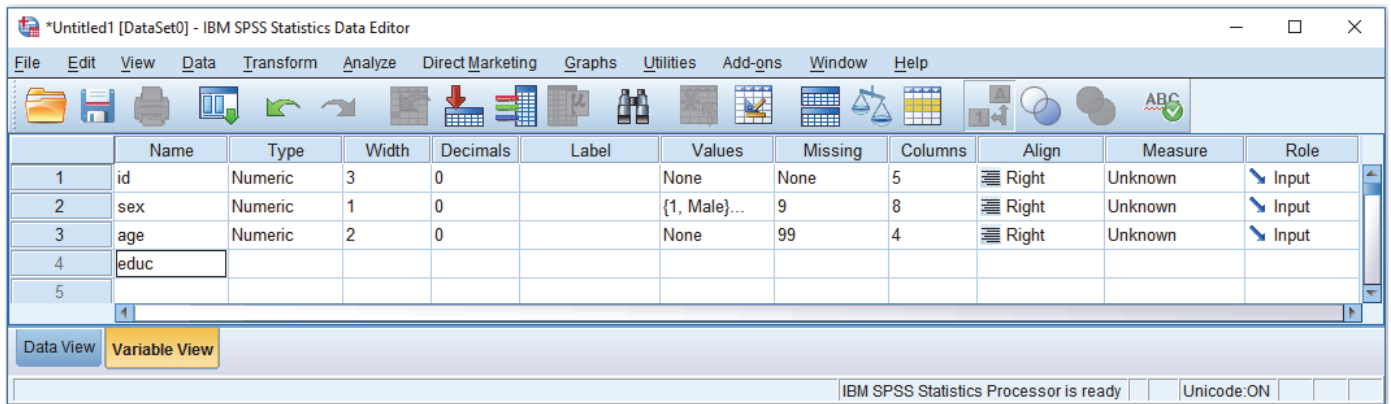 *Untitled1 [DataSet0] - IBM SPSS Statistics Data Editor
File Edit View Data Transform Analyze Direct Marketing Graphs Utilities Add-ons Window Help
A 1 μ ABC
Name Type Width Decimals Label Values Missing Columns Align Measure Role
1 id Numeric 3 0 None None 5 Right Unknown Input
2 sex Numeric 1 0 {1, Male}... 9 8 Right Unknown Input
3 age Numeric 2 0 None 99 4 Right Unknown Input
4 educ
5
Data View Variable View
IBM SPSS Statistics Processor is ready Unicode:ON